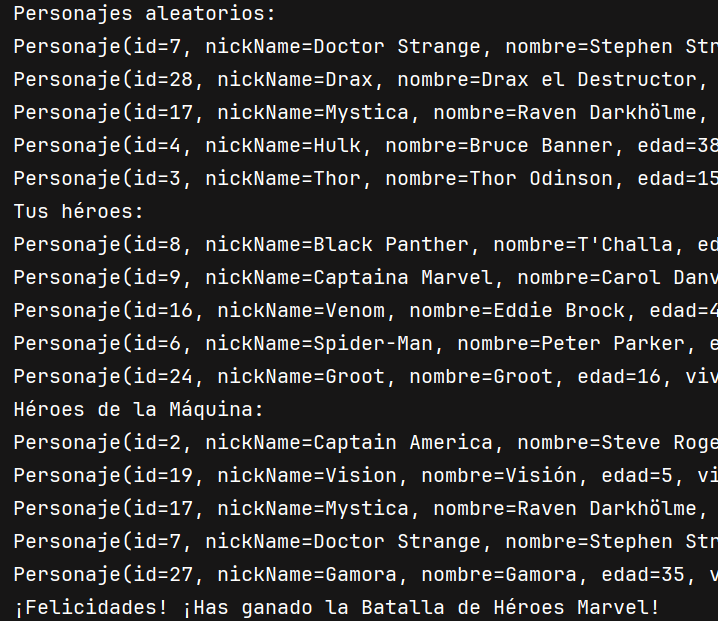 Personajes aleatorios:
Personaje(id=7, nickName=Doctor Strange, nombre=Stephen Str
Personaje(id=28, nickName=Drax, nombre=Drax el Destructor,
Personaje(id=17, nickName=Mystica, nombre=Raven Darkhölme,
Personaje(id=4, nickName=Hulk, nombre=Bruce Banner, edad=38
Personaje(id=3, nickName=Thor, nombre=Thor Odinson, edad=15
Tus héroes:
Personaje(id=8, nickName=Black Panther, nombre=T'Challa, ed
Personaje(id=9, nickName=Captaina Marvel, nombre=Carol Danv
Personaje(id=16, nickName=Venom, nombre=Eddie Brock, edad=4
Personaje(id=6, nickName=Spider-Man, nombre=Peter Parker, e
Personaje(id=24, nickName=Groot, nombre=Groot, edad=16, viv
Héroes de la Máquina:
Personaje(id=2, nickName=Captain America, nombre=Steve Roge
Personaje(id=19, nickName=Vision, nombre=Visión, edad=5, vi
Personaje(id=17, nickName=Mystica, nombre=Raven Darkhölme,
Personaje(id=7, nickName=Doctor Strange, nombre=Stephen Str
Personaje(id=27, nickName=Gamora, nombre=Gamora, edad=35, v
¡Felicidades! ¡Has ganado la Batalla de Héroes Marvel!